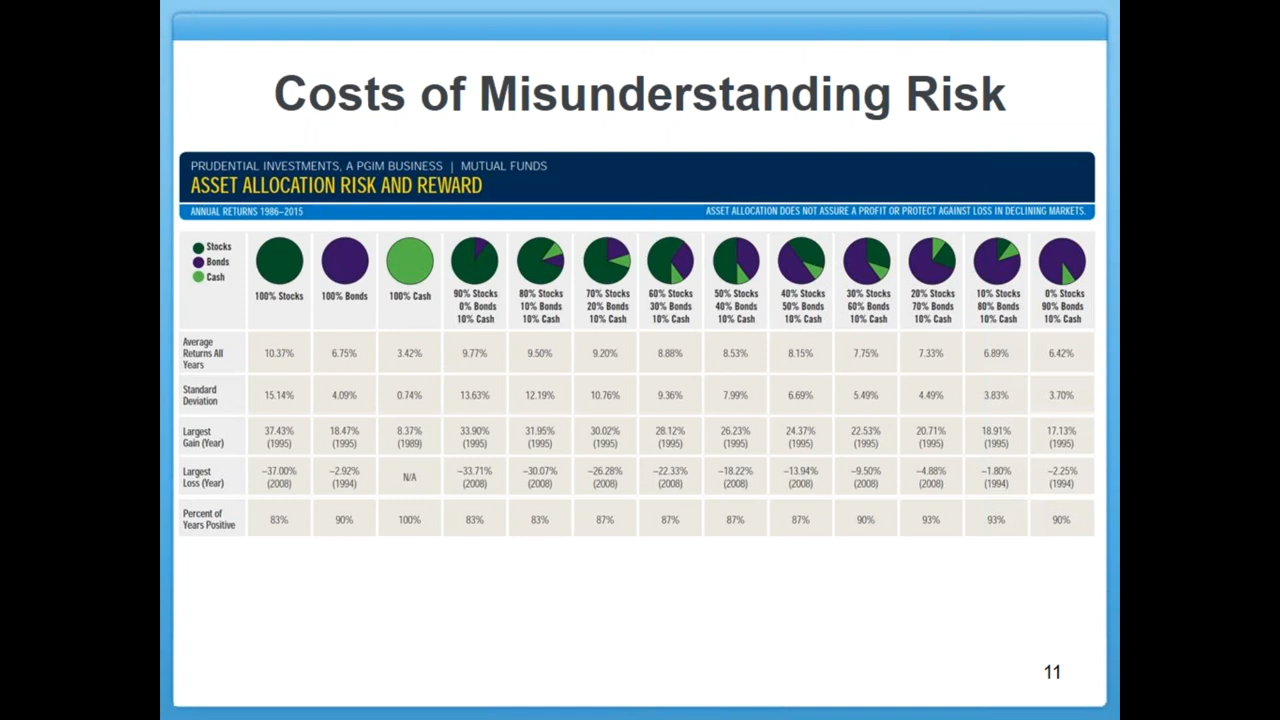 Costs of Misunderstanding Risk
PRUDENTIAL INVESTMENTS, A PGIM BUSINESS | MUTUAL FUNDS
ASSET ALLOCATION RISK AND REWARD
ANNUAL RETURNS 1986–2015 ASSET ALLOCATION DOES NOT ASSURE A PROFIT OR PROTECT AGAINST LOSS IN DECLINING MARKETS.
Stocks
Bonds
Cash
100% Stocks 100% Bonds 100% Cash 90% Stocks 80% Stocks 70% Stocks 60% Stocks 50% Stocks 40% Stocks 30% Stocks 20% Stocks 10% Stocks 0% Stocks
0% Bonds 10% Bonds 20% Bonds 30% Bonds 40% Bonds 50% Bonds 60% Bonds 70% Bonds 80% Bonds 90% Bonds
10% Cash 10% Cash 10% Cash 10% Cash 10% Cash 10% Cash 10% Cash 10% Cash 10% Cash 10% Cash
Average
Returns All
Years
10.37% 6.75% 3.42% 9.77% 9.50% 9.20% 8.88% 8.53% 8.15% 7.75% 7.33% 6.89% 6.42%
Standard
Deviation
15.14% 4.09% 0.74% 13.63% 12.19% 10.76% 9.36% 7.99% 6.69% 5.49% 4.49% 3.83% 3.70%
Largest
Gain (Year)
37.43% 18.47% 8.37% 33.90% 31.95% 30.02% 28.12% 26.23% 24.37% 22.53% 20.71% 18.91% 17.13%
(1995) (1995) (1989) (1995) (1995) (1995) (1995) (1995) (1995) (1995) (1995) (1995) (1995)
Largest
Loss (Year)
–37.00% –2.92% N/A –33.71% –30.07% –26.28% –22.33% –18.22% –13.94% –9.50% –4.88% –1.80% –2.25%
(2008) (1994) (2008) (2008) (2008) (2008) (2008) (2008) (2008) (2008) (1994) (1994)
Percent of
Years Positive
83% 90% 100% 83% 83% 87% 87% 87% 87% 90% 93% 93% 90%
11